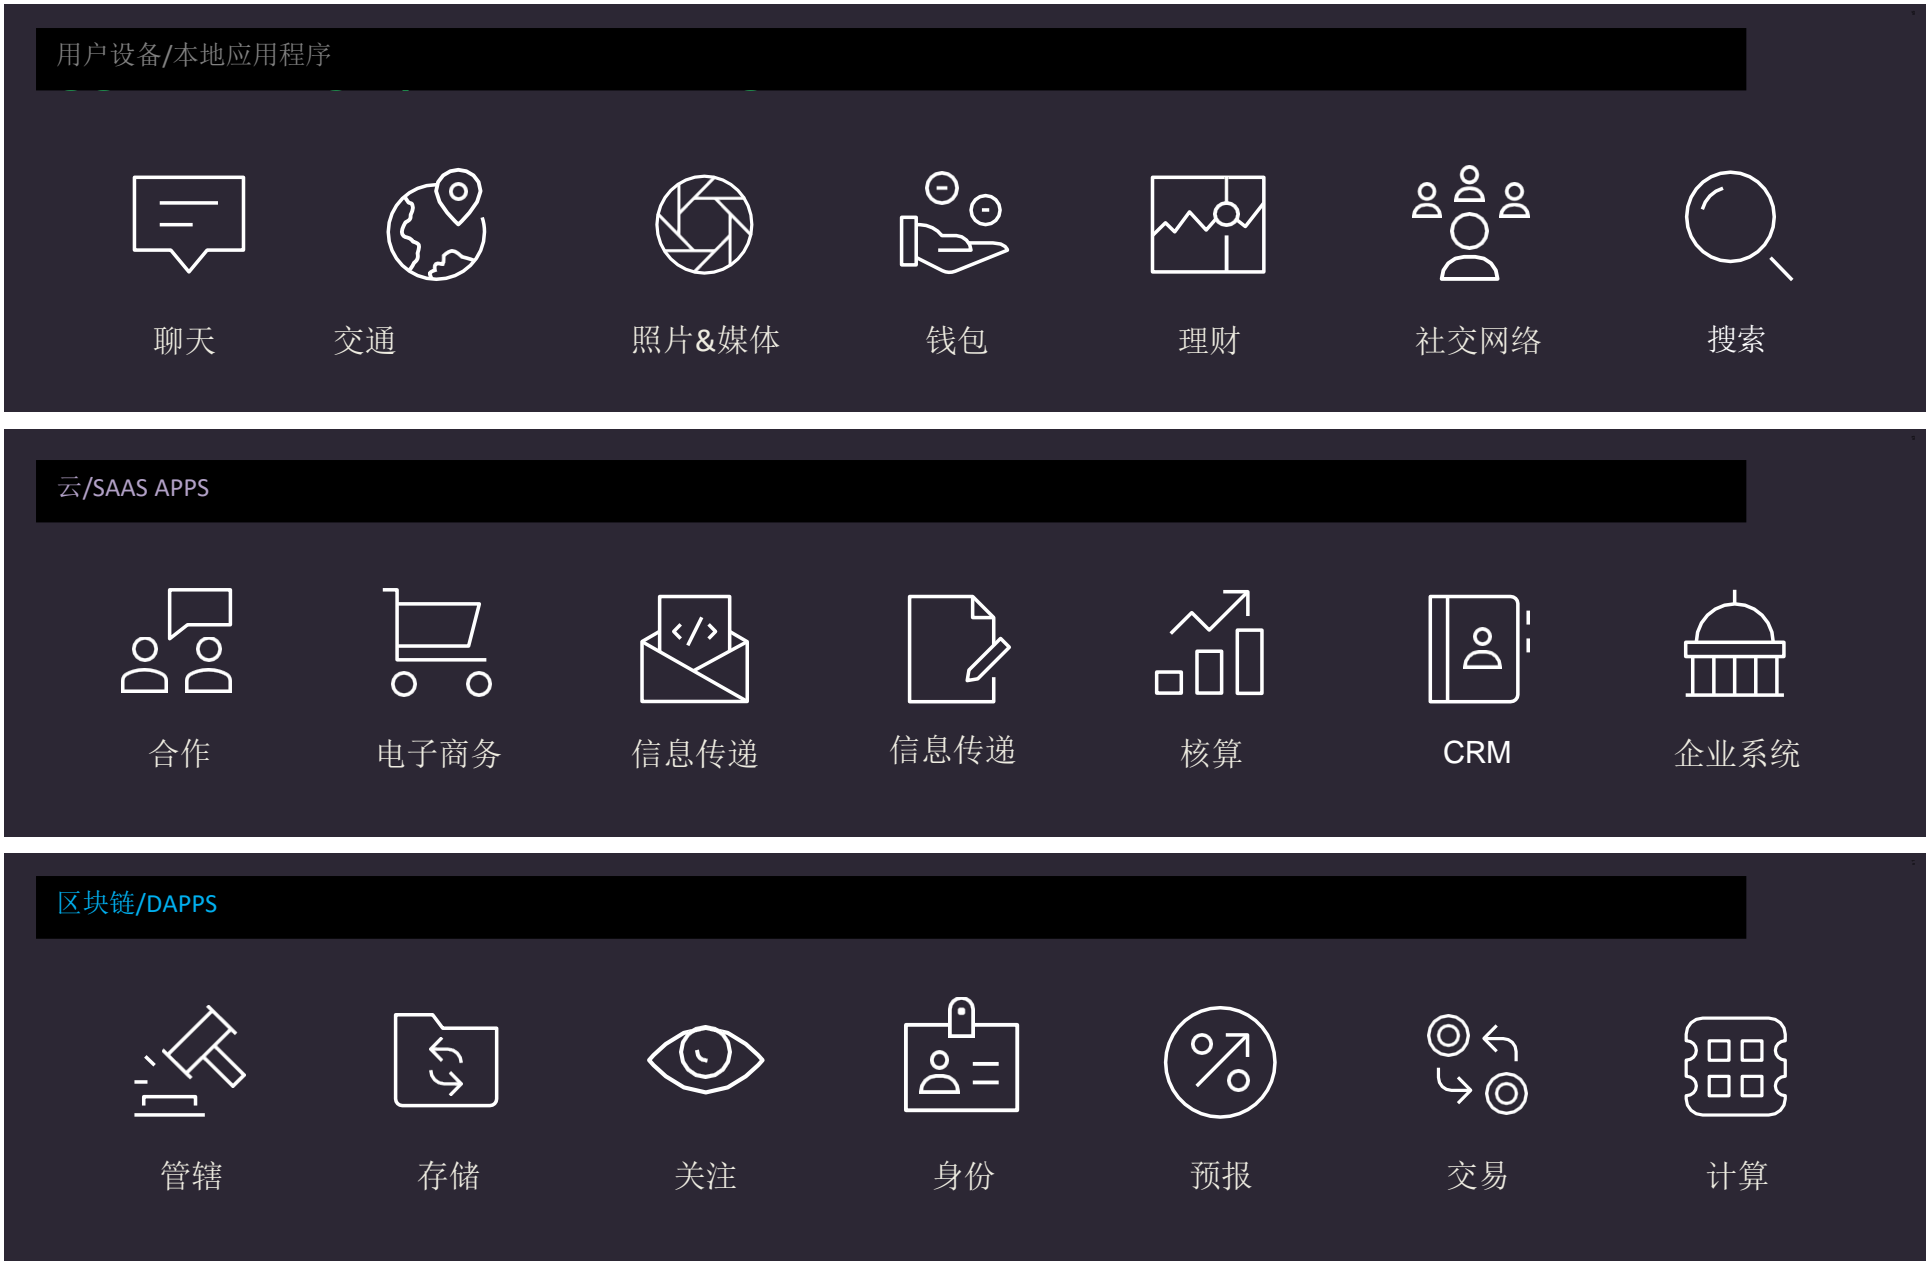 用户设备/本地应用程序
聊天 交通 照片&媒体 钱包 理财 社交网络 搜索
云/SAAS APPS
合作 电子商务 信息传递 信息传递 核算 CRM 企业系统
区块链/DAPPS
管辖 存储 关注 身份 预报 交易 计算